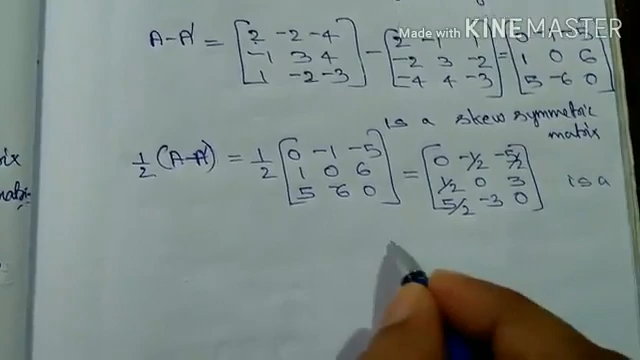 Made with KINEMASTER
A-A' = [2 -2 -4 -1 3 4 1 -2 -3] - [2 -1 1 -2 3 -2 -4 4 -3] = [0 -1 -5 1 0 6 5 -6 0]
is a skew symmetric matrix
1/2 (A-A') = 1/2 [0 -1 -5 1 0 6 5 -6 0] = [0 -1/2 -5/2 1/2 0 3 5/2 -3 0] is a